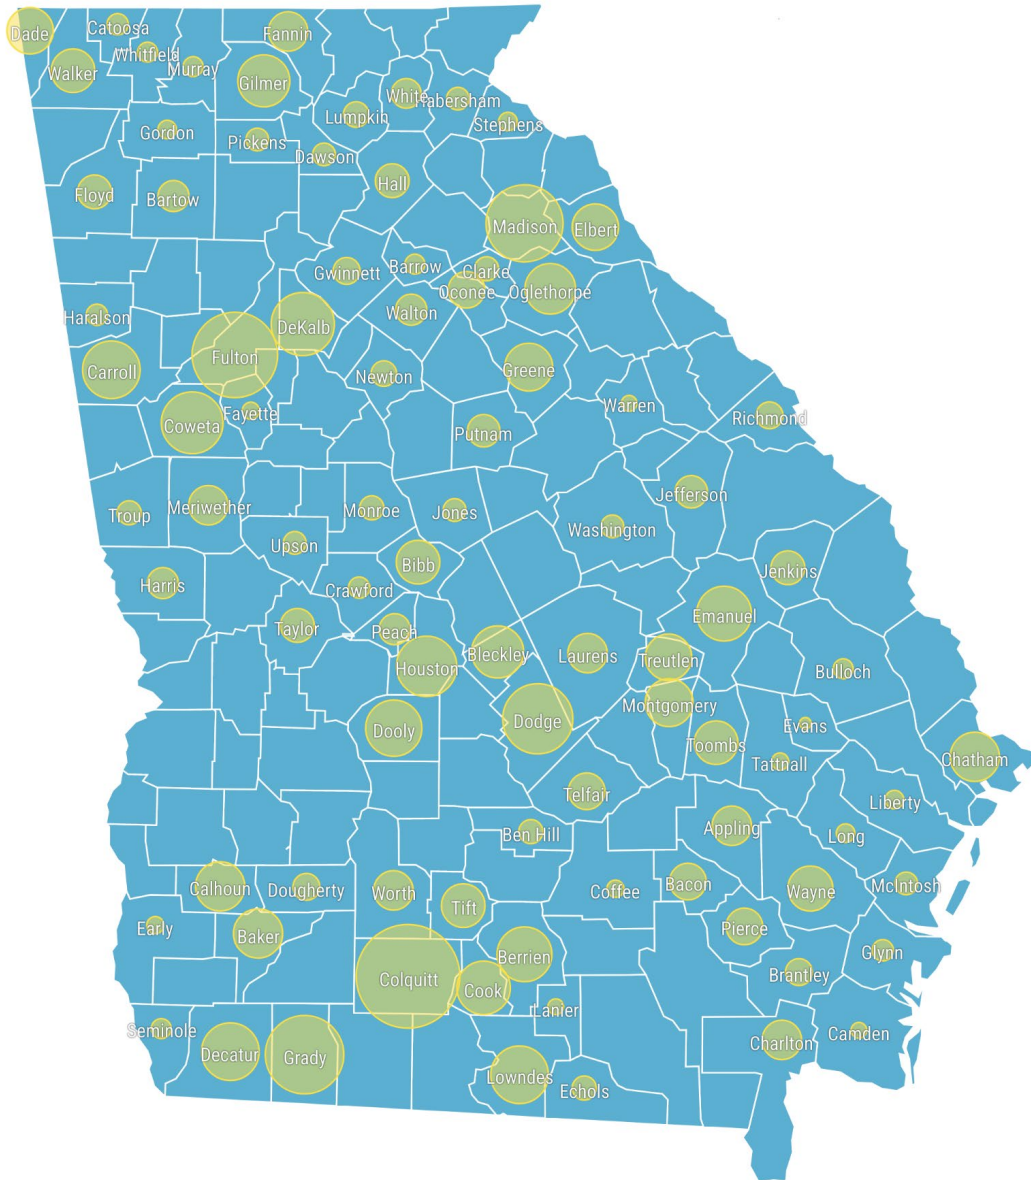 Dade
Catoosa
Fannin
Whitfield
Walker
Murray
Gilmer
White
Habersham
Lumpkin
Stephens
Gordon
Pickens
Dawson
Hall
Floyd
Bartow
Madison
Elbert
Gwinnett
Barrow
Clarke
Oconee
Oglethorpe
Walton
Haralson
DeKalb
Fulton
Carroll
Newton
Greene
Warren
Fayette
Richmond
Coweta
Putnam
Jefferson
Meriwether
Troup
Monroe
Jones
Washington
Upson
Bibb
Jenkins
Harris
Crawford
Emanuel
Taylor
Peach
Bleckley
Laurens
Treutlen
Houston
Bulloch
Montgomery
Dodge
Evans
Dooly
Toombs
Chatham
Tattnall
Telfair
Liberty
Ben Hill
Appling
Long
Calhoun
Dougherty
Worth
Coffee
Bacon
Wayne
McIntosh
Tift
Early
Baker
Pierce
Berrien
Glynn
Colquitt
Cook
Brantley
Lanier
Seminole
Camden
Charlton
Decatur
Grady
Lowndes
Echols